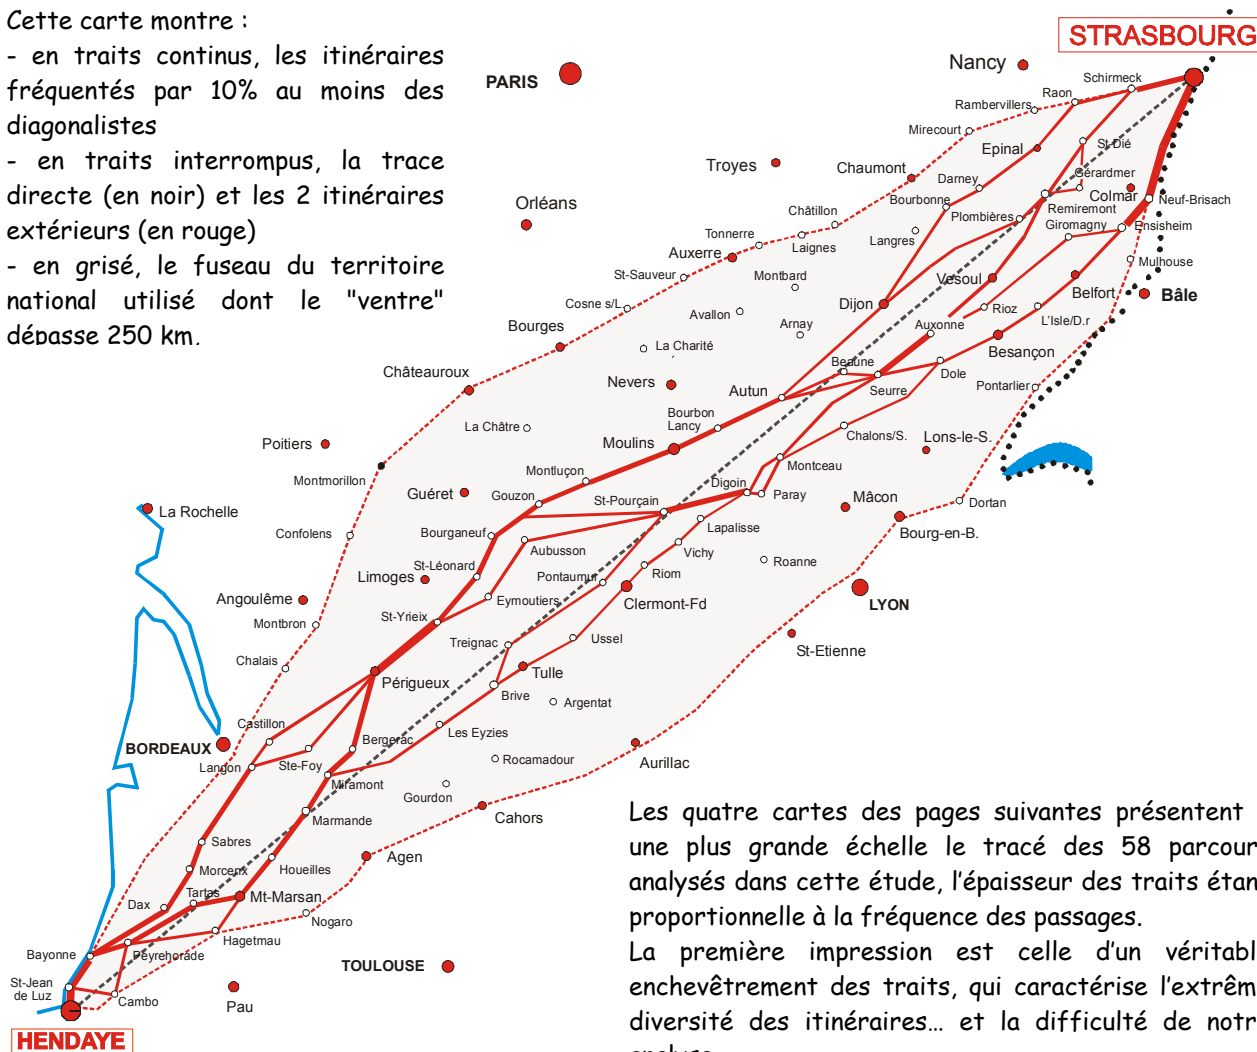 Cette carte montre :
- en traits continus, les itinéraires
fréquentés par 10% au moins des
diagonalistes
- en traits interrompus, la trace
directe (en noir) et les 2 itinéraires
extérieurs (en rouge)
- en grisé, le fuseau du territoire
national utilisé dont le "ventre"
dépasse 250 km.
STRASBOURG
PARIS
Nancy
Schirmeck
Raon
Rambervillers
Mirecourt
Epinal
St Dié
Troyes
Chaumont
Darney
Gérardmer
Colmar
Neuf-Brisach
Bourbonne
Plombières
Remiremont
Orléans
Châtillon
Giromagny
Ensisheim
Tonnerre
Laignes
Langres
Auxerre
Mulhouse
St-Sauveur
Montbard
Vesoul
Belfort
Bâle
Cosne s/L
Dijon
Avallon
Arnay
Rioz
L'Isle/D.r
Auxonne
Bourges
La Charité
Besançon
Beaune
Dole
Châteauroux
Nevers
Autun
Seurre
Pontarlier
Bourbon
Lancy
La Châtre
Chalons/S.
Lons-le-S.
Poitiers
Moulins
Montluçon
Montceau
Montmorillon
Guéret
Gouzon
Digoin
St-Pourçain
Paray
Mâcon
Dortan
La Rochelle
Lapalisse
Bourg-en-B.
Confolens
Bourganeuf
Aubusson
Vichy
Roanne
St-Léonard
Riom
Limoges
Pontaumur
Clermont-Fd
LYON
Angoulême
Eymoutiers
St-Yrieix
Montbron
Treignac
Ussel
St-Etienne
Chalais
Tulle
Périgueux
Brive
Argentat
Castillon
Les Eyzies
BORDEAUX
Bergerac
Langon
Ste-Foy
Rocamadour
Aurillac
Miramont
Gourdon
Cahors
Marmande
Sabres
Agen
Houeilles
Morcenx
Tartas
Mt-Marsan
Dax
Nogaro
Hagetmau
Bayonne
Peyrehorade
TOULOUSE
St-Jean
de Luz
Cambo
Pau
HENDAYE
Les quatre cartes des pages suivantes présentent
une plus grande échelle le tracé des 58 parcour
analysés dans cette étude, l'épaisseur des traits étan
proportionnelle à la fréquence des passages.
La première impression est celle d'un véritabl
enchevêtrement des traits, qui caractérise l'extrêm
diversité des itinéraires... et la difficulté de notr